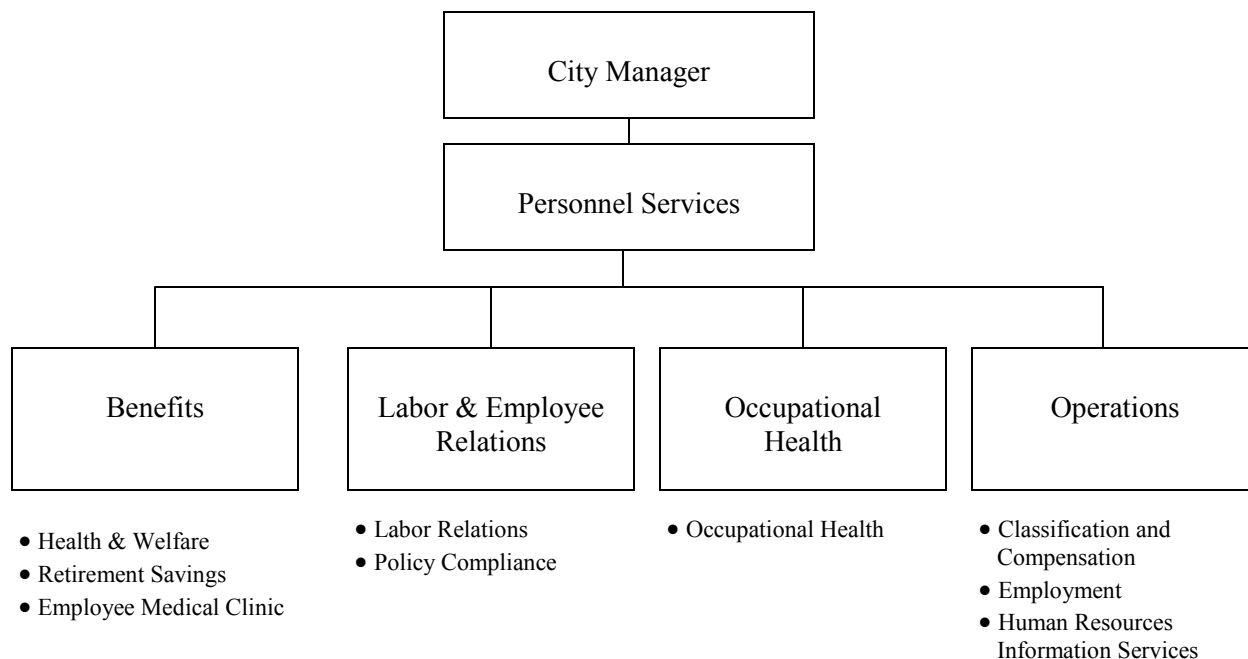 City Manager
Personnel Services
Benefits
Labor & Employee
Relations
Occupational
Health
Operations
• Health & Welfare
• Retirement Savings
• Employee Medical Clinic
• Labor Relations
• Policy Compliance
• Occupational Health
• Classification and
Compensation
• Employment
• Human Resources
Information Services